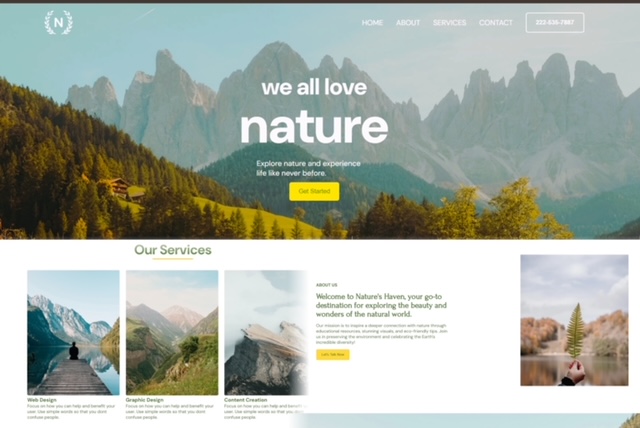 N
HOME ABOUT SERVICES CONTACT 223-535-7887
we all love
nature
Explore nature and experience
life like never before.
Get Started
Our Services
Web Design
Focus on how you can help and benefit your
user. Use simple words so that you dont
confuse people.
Graphic Design
Focus on how you can help and benefit your
user. Use simple words so that you dont
confuse people.
Content Creation
Focus on how you can help and benefit
user. Use simple words so that you
confuse people.
ABOUT US
Welcome to Nature's Haven, your go-to
destination for exploring the beauty and
wonders of the natural world.
Our mission is to inspire a deeper connection with nature through
educational resources, stunning visuals, and eco-friendly tips. Join
us in preserving the environment and celebrating the Earth's
incredible diversity!